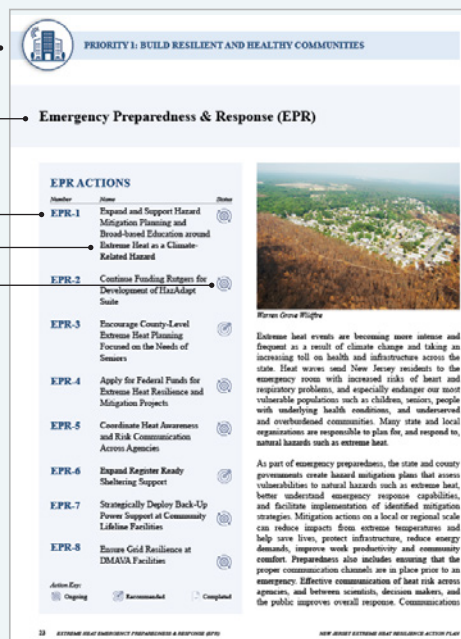 PRIORITY 1: BUILD RESILIENT AND HEALTHY COMMUNITIES
Emergency Preparedness & Response (EPR)
EPR ACTIONS
Number Name Status
EPR-1 Expand and Support Hazard
Mitigation Planning and
Broad-based Education around
Extreme Heat as a Climate-
Related Hazard
EPR-2 Continue Funding Rutgers for
Development of HazAdapt
Suite
EPR-3 Encourage County-Level
Extreme Heat Planning
Focused on the Needs of
Seniors
EPR-4 Apply for Federal Funds for
Extreme Heat Resilience and
Mitigation Projects
EPR-5 Coordinate Heat Awareness
and Risk Communication
Across Agencies
EPR-6 Expand Register Ready
Sheltering Support
EPR-7 Strategically Deploy Back-Up
Power Support at Community
Lifeline Facilities
EPR-8 Ensure Grid Resilience at
DMAVA Facilities
Action Key:
Ongoing Recommended Completed
Warren Grove Wildfire
Extreme heat events are becoming more intense and
frequent as a result of climate change and taking an
increasing toll on health and infrastructure across the
state. Heat waves send New Jersey residents to the
emergency room with increased risks of heart and
respiratory problems, and especially endanger our most
vulnerable populations such as children, seniors, people
with underlying health conditions, and underserved
and overburdened communities. Many state and local
organizations are responsible to plan for, and respond to,
natural hazards such as extreme heat.
As part of emergency preparedness, the state and county
governments create hazard mitigation plans that assess
vulnerabilities to natural hazards such as extreme heat,
better understand emergency response capabilities,
and facilitate implementation of identified mitigation
strategies. Mitigation actions on a local or regional scale
can reduce impacts from extreme temperatures and
help save lives, protect infrastructure, reduce energy
demands, improve work productivity and community
comfort. Preparedness also includes ensuring that the
proper communication channels are in place prior to an
emergency. Effective communication of heat risk across
agencies, and between scientists, decision makers, and
the public improves overall response. Communications
EXTREME HEAT EMERGENCY PREPAREDNESS & RESPONSE (EPR)
NEW JERSEY EXTREME HEAT RESILIENCE ACTION PLAN